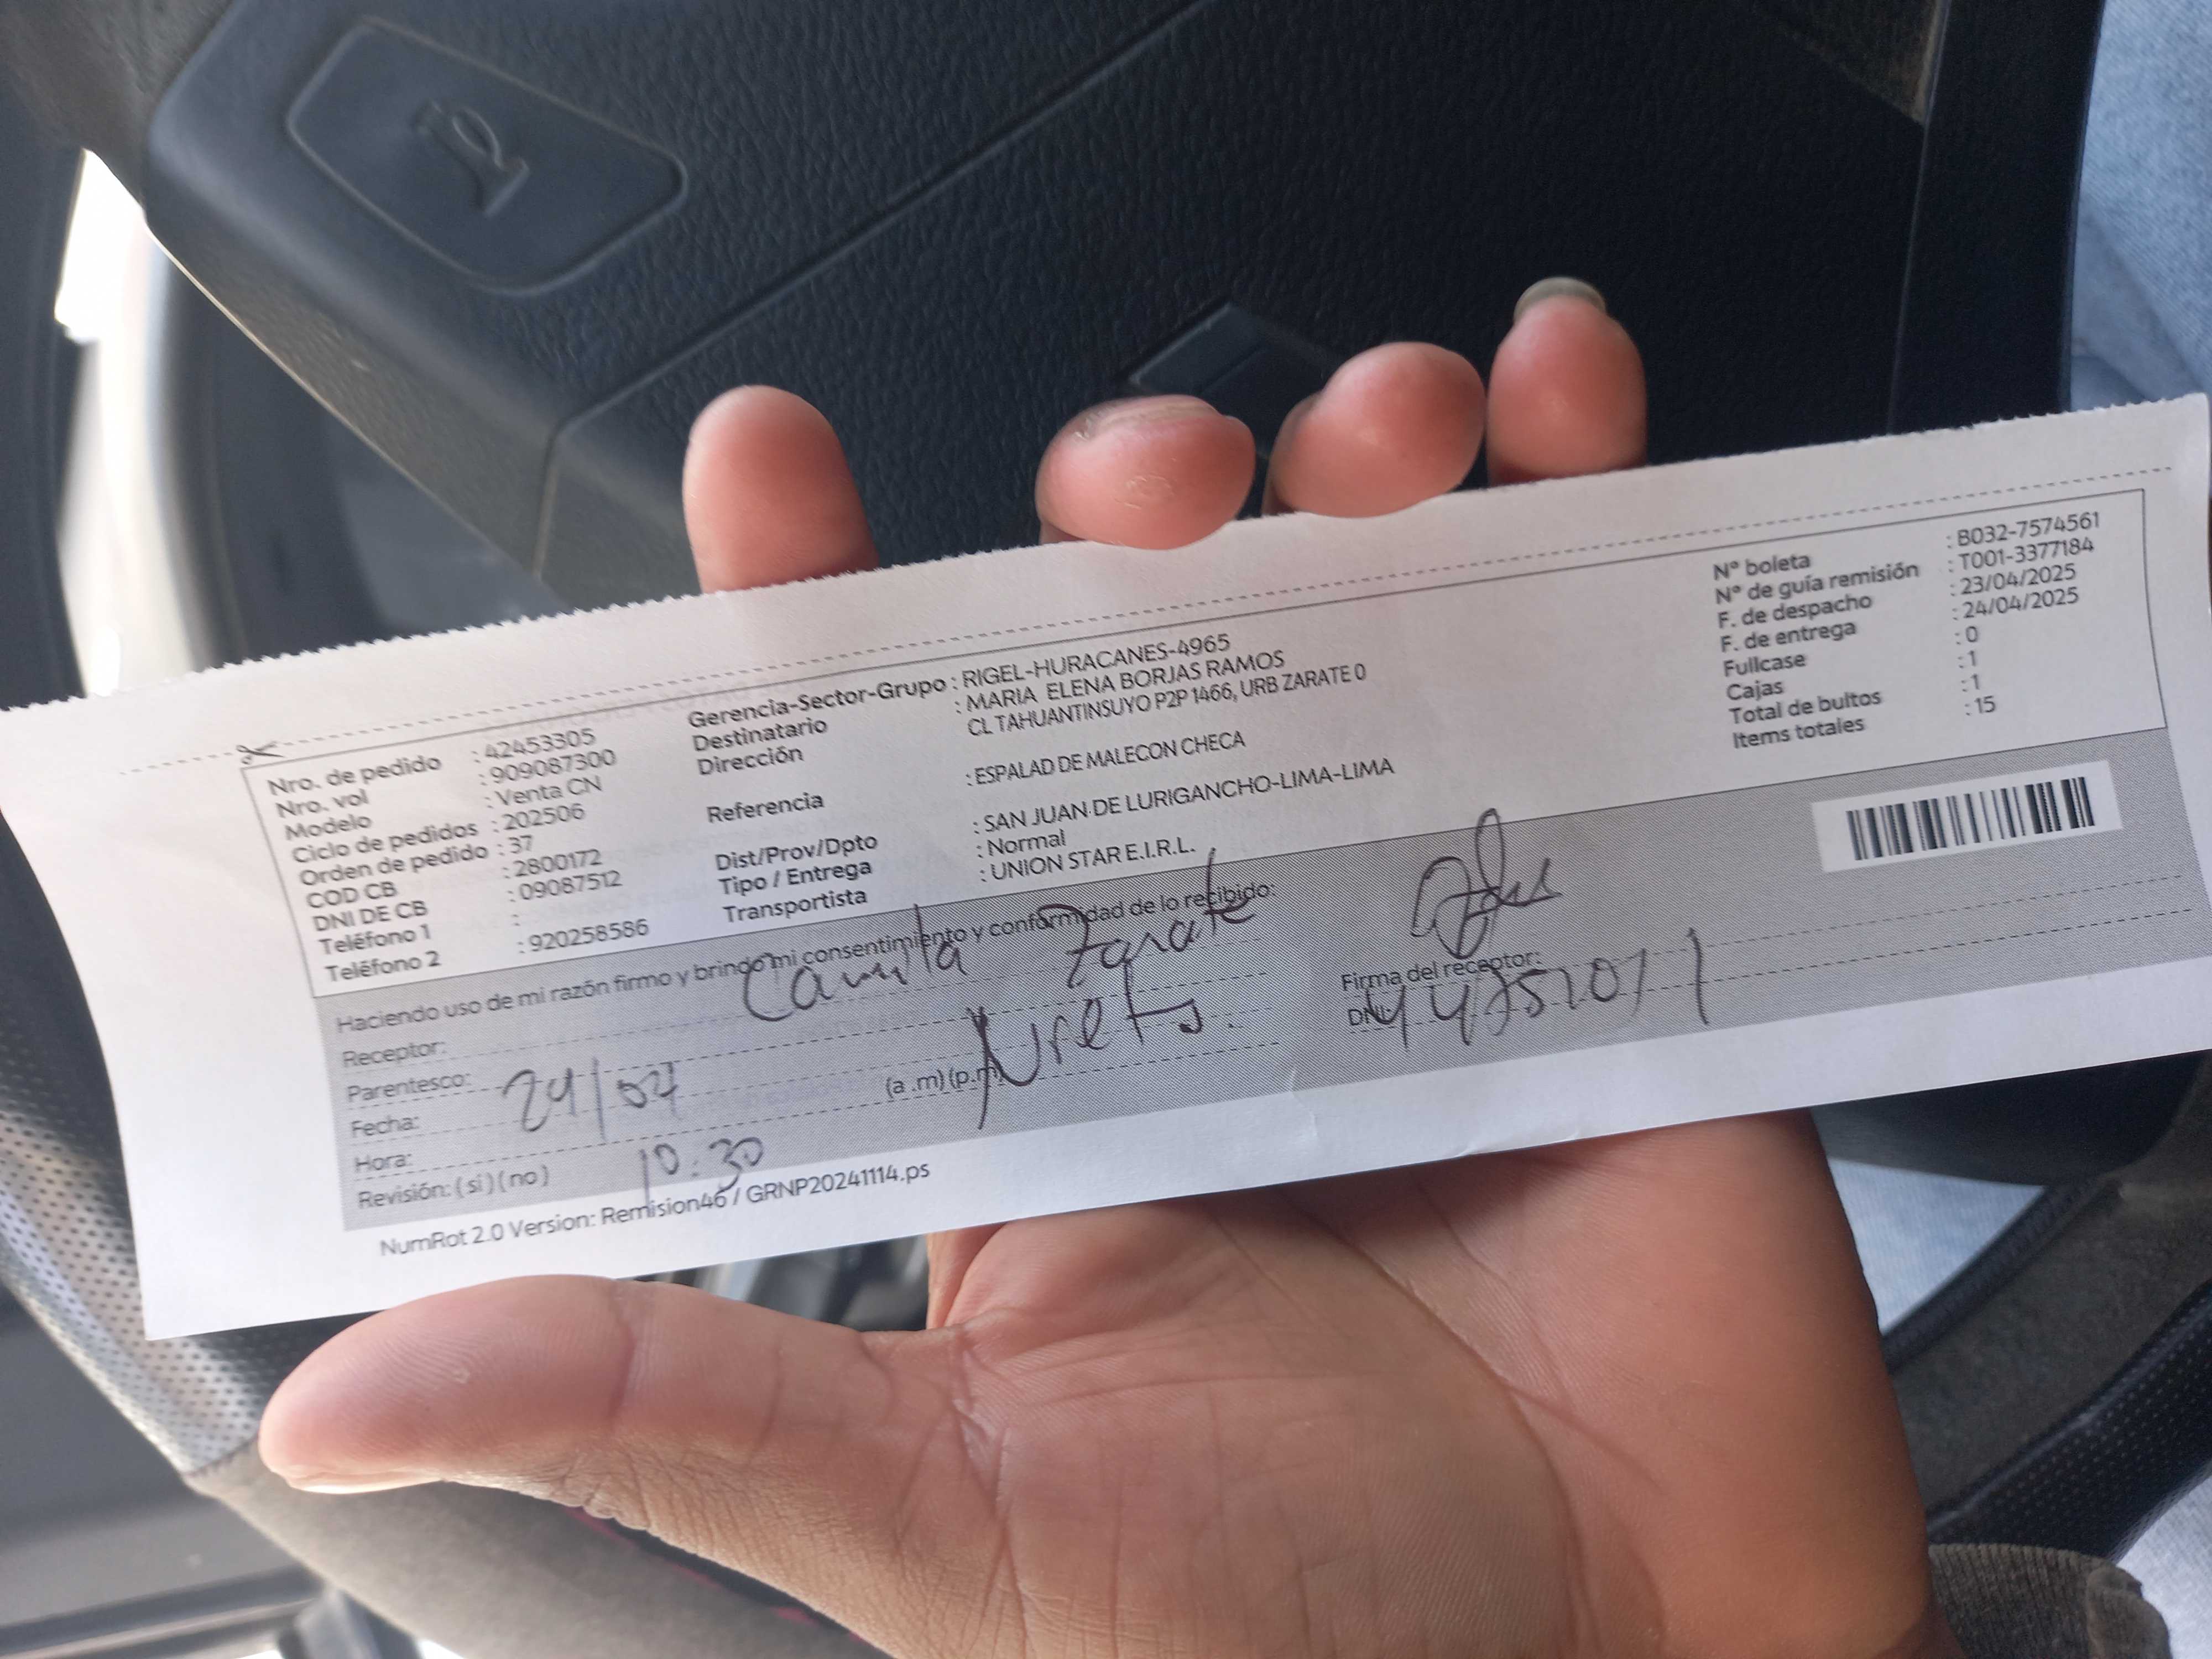 Nro. de pedido : 42453305
Nro. vol : 909087300
Modelo : Venta CN
Ciclo de pedidos : 202506
Orden de pedido : 37
COD CB : 2800172
DNI DE CB : 09087512
Teléfono 1 :
Teléfono 2 : 920258586
Gerencia-Sector-Grupo : RIGEL-HURACANES-4965
Destinatario : MARIA ELENA BORJAS RAMOS
Dirección CL TAHUANTINSUYO P2P 1466, URB ZARATE 0
Referencia : ESPALAD DE MALECON CHECA
Dist/Prov/Dpto : SAN JUAN DE LURIGANCHO-LIMA-LIMA
Tipo / Entrega : Normal
Transportista : UNION STAR E.I.R.L.
N° boleta : B032-7574561
N° de guía remisión : T001-3377184
F. de despacho : 23/04/2025
F. de entrega : 24/04/2025
Fullcase : 0
Cajas : 1
Total de bultos : 1
Items totales : 15
Haciendo uso de mi razón firmo y brindo mi consentimiento y conformidad de lo recibido:
Receptor: Camila Zarate
Parentesco:
Fecha: 24/04
Hora: 10:30 (a .m) (p.m)
Revisión: ( sí ) ( no )
Firma del receptor:
DNI:
NumRot 2.0 Version: Remision46 / GRNP20241114.ps